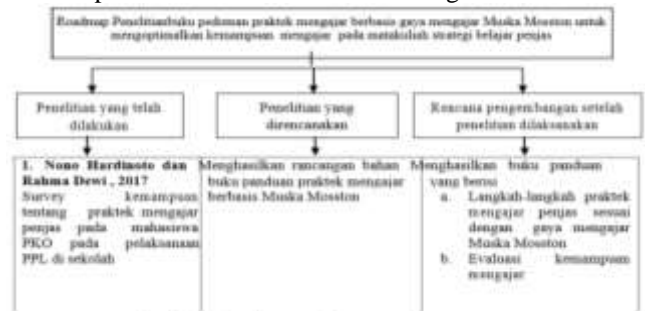 Roadmap Penelitianbuku pedoman praktek mengajar berbasis gaya mengajar Muska Mosston untuk
mengoptimalkan kemampuan mengajar pada matakuliah strategi belajar penjas
Penelitian yang telah
dilakukan
Penelitian yang
direncanakan
Rencana pengembangan setelah
penelitian dilaksanakan
1. Nono Hardinoto dan
Rahma Dewi , 2017
Survey kemampuan
tentang praktek mengajar
penjas pada mahasiswa
PKO pada pelaksanaan
PPL di sekolah
Menghasilkan rancangan bahan
buku panduan praktek mengajar
berbasis Muska Mosston
Menghasilkan buku panduan
yang berisi
a. Langkah-langkah praktek
mengajar penjas sesuai
dengan gaya mengajar
Muska Mosston
b. Evaluasi kemampuan
mengajar